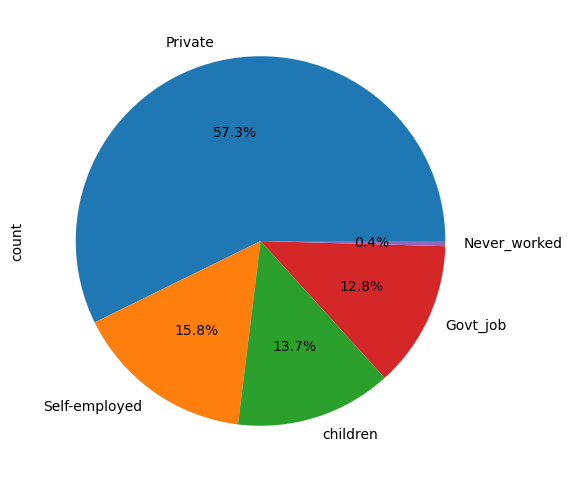 Private
57.3%
count
0.4%
Never_worked
12.8%
Govt_job
15.8%
13.7%
Self-employed
children